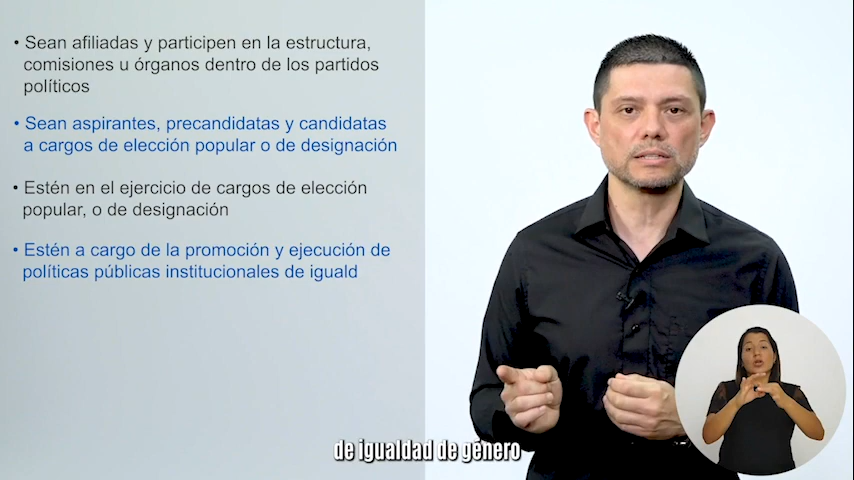 • Sean afiliadas y participen en la estructura,
comisiones u órganos dentro de los partidos
políticos
• Sean aspirantes, precandidatas y candidatas
a cargos de elección popular o de designación
• Estén en el ejercicio de cargos de elección
popular, o de designación
• Estén a cargo de la promoción y ejecución de
políticas públicas institucionales de iguald
de igualdad de género